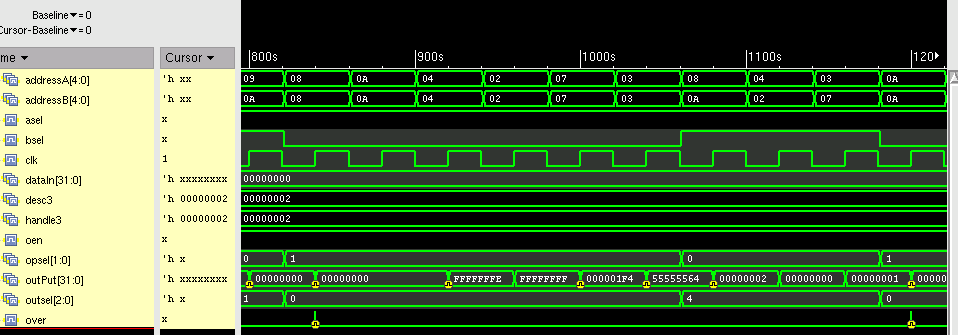 Baseline▼= 0
Cursor-Baseline▼= 0
me▼ Cursor▼ 800s 900s 1000s 1100s 120
addressA[4:0] 'h xx 09 08 0A 04 02 07 03 08 04 03 0A
addressB[4:0] 'h xx 0A 08 0A 04 02 07 03 0A 02 07 0A
asel x
bsel x
clk 1
dataIn[31:0] 'h xxxxxxxx 00000000
desc3 'h 00000002 00000002
handle3 'h 00000002 00000002
oen x
opsel[1:0] 'h x 0 1 0 1
outPut[31:0] 'h xxxxxxxx 00000000 00000000 FFFFFFFE FFFFFFFF 000001F4 55555564 00000002 00000000 00000001 00000
outsel[2:0] 'h x 1 0 4 0
over x